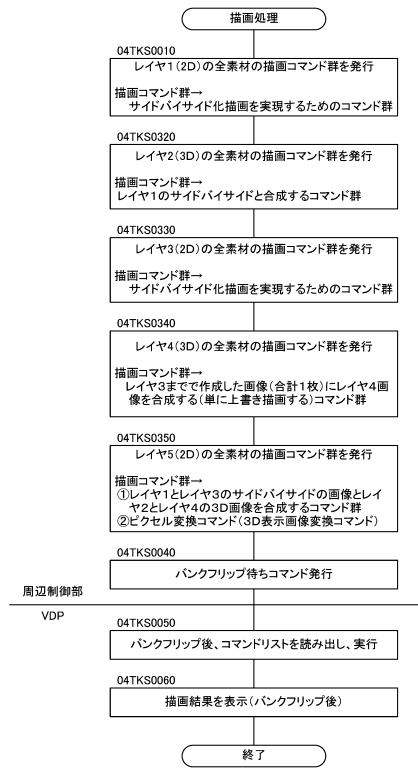 描画処理
04TKS0010
レイヤ1(2D)の全素材の描画コマンド群を発行
描画コマンド群→
サイドバイサイド化描画を実現するためのコマンド群
04TKS0320
レイヤ2(3D)の全素材の描画コマンド群を発行
描画コマンド群→
レイヤ1のサイドバイサイドと合成するコマンド群
04TKS0330
レイヤ3(2D)の全素材の描画コマンド群を発行
描画コマンド群→
サイドバイサイド化描画を実現するためのコマンド群
04TKS0340
レイヤ4(3D)の全素材の描画コマンド群を発行
描画コマンド群→
レイヤ3までで作成した画像(合計1枚)にレイヤ4画
像を合成する(単に上書き描画する)コマンド群
04TKS0350
レイヤ5(2D)の全素材の描画コマンド群を発行
描画コマンド群→
①レイヤ1とレイヤ3のサイドバイサイドの画像とレイ
ヤ2とレイヤ4の3D画像を合成するコマンド群
②ピクセル変換コマンド(3D表示画像変換コマンド)
04TKS0040
バンクフリップ待ちコマンド発行
周辺制御部
VDP
04TKS0050
バンクフリップ後、コマンドリストを読み出し、実行
04TKS0060
描画結果を表示(バンクフリップ後)
終了